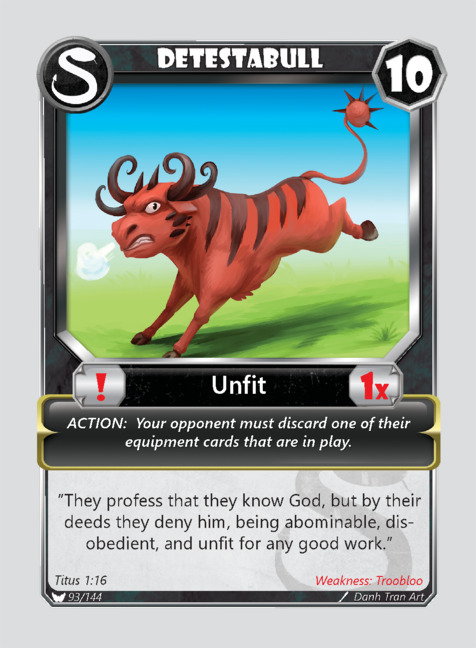 S
DETESTABULL
10
!
Unfit
1x
ACTION: Your opponent must discard one of their
equipment cards that are in play.
"They profess that they know God, but by their
deeds they deny him, being abominable, dis-
obedient, and unfit for any good work."
Titus 1:16
Weakness: Troobloo
93/144
Danh Tran Art